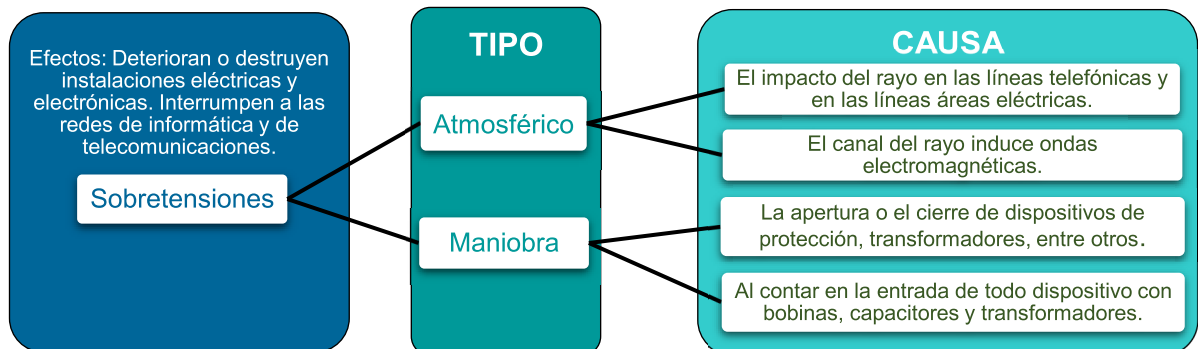 Efectos: Deterioran o destruyen
instalaciones eléctricas y
electrónicas. Interrumpen a las
redes de informática y de
telecomunicaciones.
Sobretensiones
TIPO
Atmosférico
Maniobra
CAUSA
El impacto del rayo en las líneas telefónicas y
en las líneas áreas eléctricas.
El canal del rayo induce ondas
electromagnéticas.
La apertura o el cierre de dispositivos de
protección, transformadores, entre otros.
Al contar en la entrada de todo dispositivo con
bobinas, capacitores y transformadores.